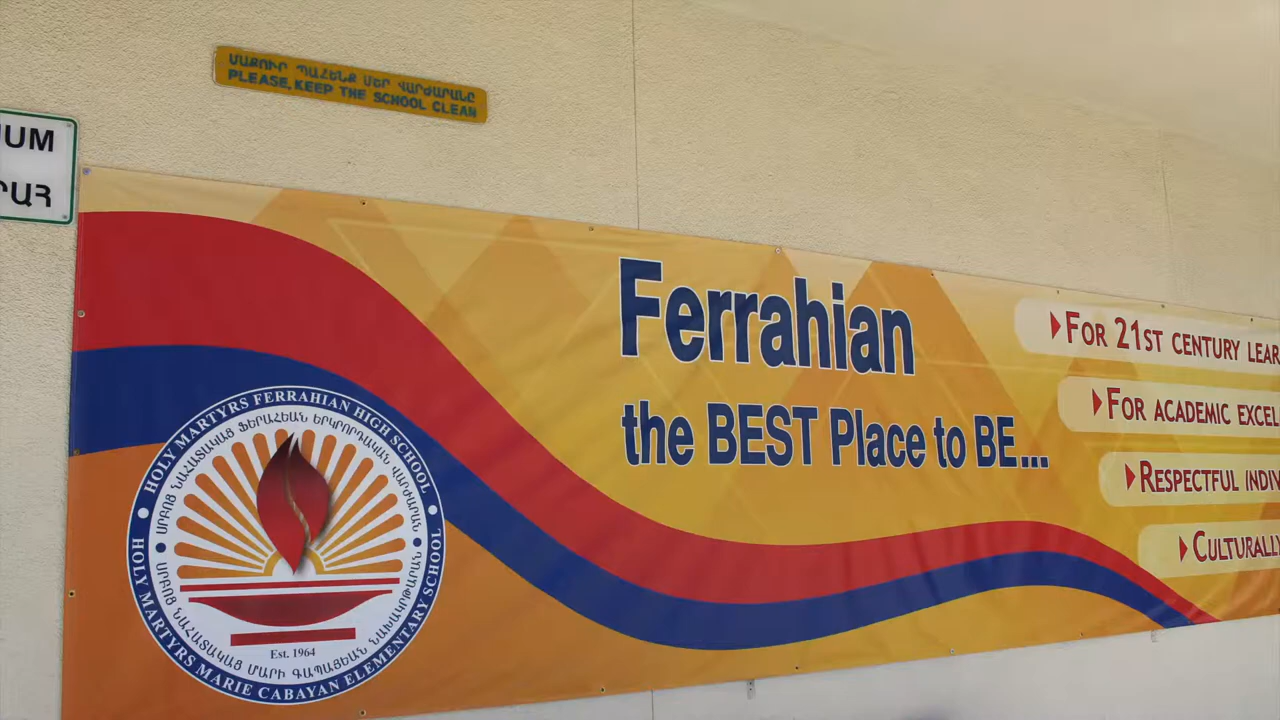 ՄԱՔՈՒՐ ՊԱՀԵՆՔ ՄԵՐ ՎԱՐԺԱՐԱՆԸ
PLEASE, KEEP THE SCHOOL CLEAN
UM
ԱՐ
Ferrahian
the BEST Place to BE...
FOR 21ST CENTURY LEAR
FOR ACADEMIC EXCEL
RESPECTFUL INDIV
CULTURALLY
HOLY MARTYRS FERRAHIAN HIGH SCHOOL
ՍՐԲՈՑ ՆԱՀԱՏԱԿԱՑ ՖԵՐԱՀԵԱՆ ԵՐԿՐՈՐԴԱԿԱՆ ՎԱՐԺԱՐԱՆ
Est. 1964
ՍՐԲՈՑ ՆԱՀԱՏԱԿԱՑ ՄԱՐԻ ԳԱՊԱՅԵԱՆ ՆԱԽԱԿՐԹԱՐԱՆ
HOLY MARTYRS MARIE CABAYAN ELEMENTARY SCHOOL